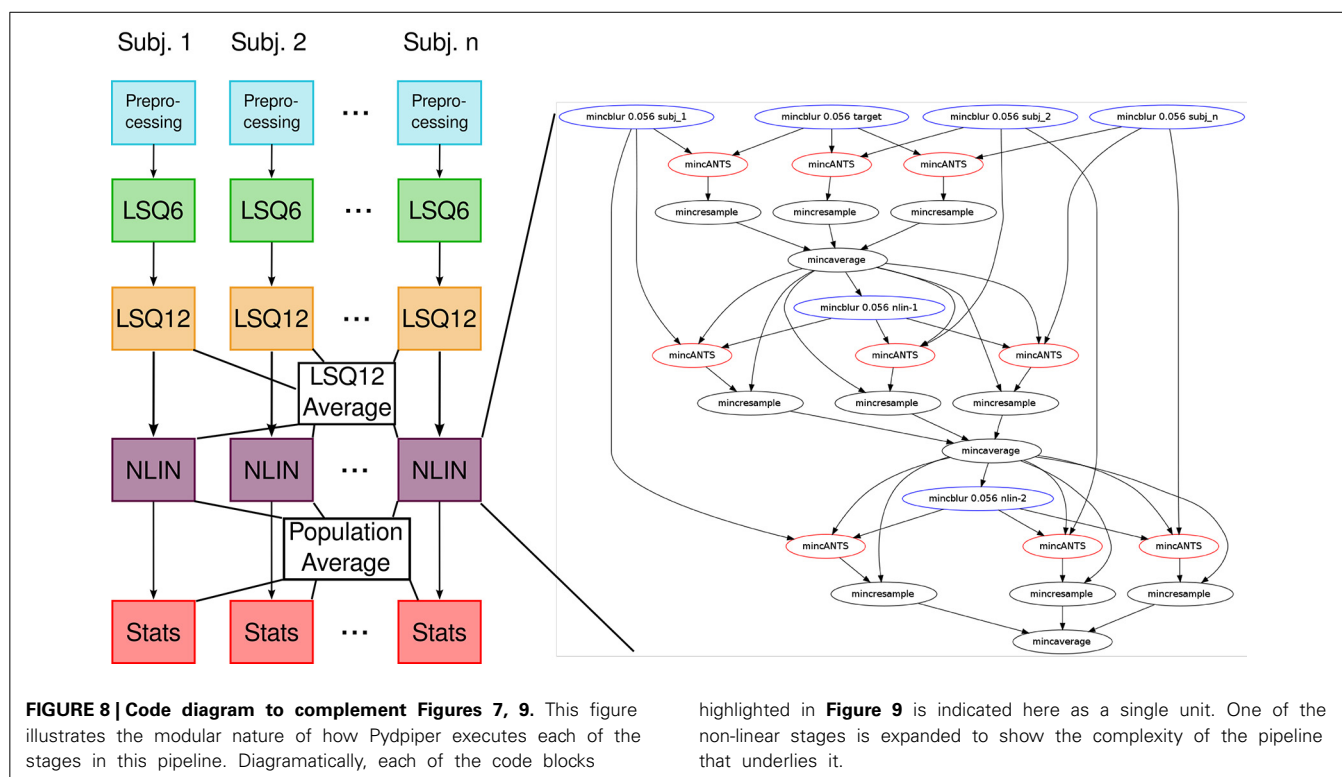 Subj. 1 Subj. 2 Subj. n
Prepro-
cessing
Prepro-
cessing
...
Prepro-
cessing
LSQ6 LSQ6 ... LSQ6
LSQ12 LSQ12 ... LSQ12
LSQ12
Average
NLIN NLIN ... NLIN
Population
Average
Stats Stats ... Stats
mincblur 0.056 subj_1 mincblur 0.056 target mincblur 0.056 subj_2 mincblur 0.056 subj_n
mincANTS mincANTS mincANTS
mincresample mincresample mincresample
mincaverage
mincblur 0.056 nlin-1
mincANTS mincANTS mincANTS
mincresample mincresample mincresample
mincaverage
mincblur 0.056 nlin-2
mincANTS mincANTS mincANTS
mincresample mincresample mincresample
mincaverage
FIGURE 8 | Code diagram to complement Figures 7, 9. This figure
illustrates the modular nature of how Pydpiper executes each of the
stages in this pipeline. Diagramatically, each of the code blocks
highlighted in Figure 9 is indicated here as a single unit. One of the
non-linear stages is expanded to show the complexity of the pipeline
that underlies it.